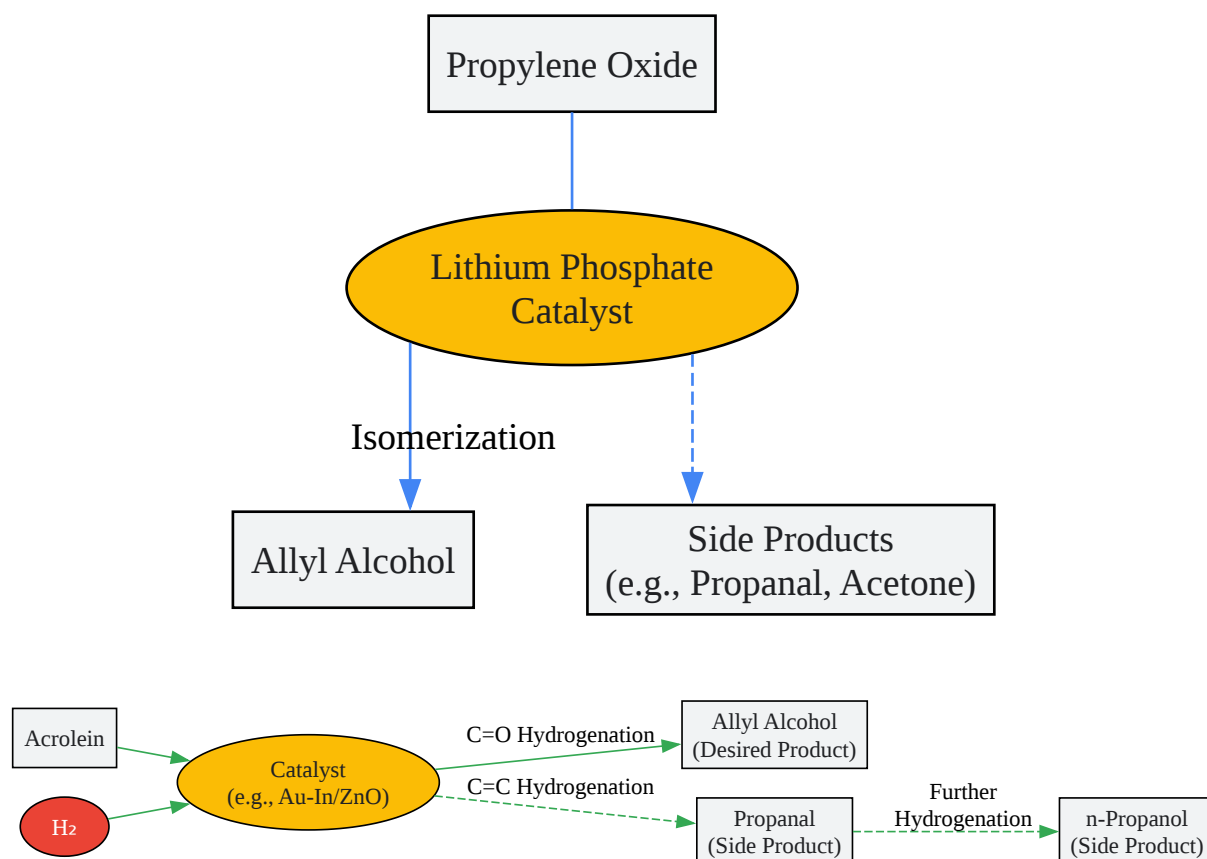 Propylene Oxide
Lithium Phosphate
Catalyst
Isomerization
Allyl Alcohol
Side Products
(e.g., Propanal, Acetone)
Acrolein
H₂
Catalyst
(e.g., Au-In/ZnO)
C=O Hydrogenation
C=C Hydrogenation
Allyl Alcohol
(Desired Product)
Propanal
(Side Product)
Further
Hydrogenation
n-Propanol
(Side Product)